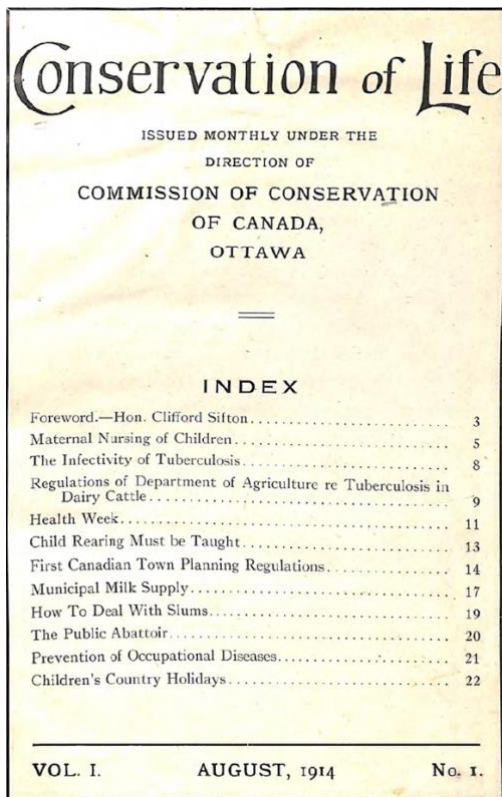 Conservation of Life
ISSUED MONTHLY UNDER THE
DIRECTION OF
COMMISSION OF CONSERVATION
OF CANADA,
OTTAWA
INDEX
Foreword.—Hon. Clifford Sifton........................................ 3
Maternal Nursing of Children........................................ 5
The Infectivity of Tuberculosis........................................ 8
Regulations of Department of Agriculture re Tuberculosis in
Dairy Cattle........................................ 9
Health Week........................................ 11
Child Rearing Must be Taught........................................ 13
First Canadian Town Planning Regulations........................ 14
Municipal Milk Supply........................................ 17
How To Deal With Slums........................................ 19
The Public Abattoir........................................ 20
Prevention of Occupational Diseases........................ 21
Children's Country Holidays........................................ 22
VOL. I. AUGUST, 1914 No. 1.